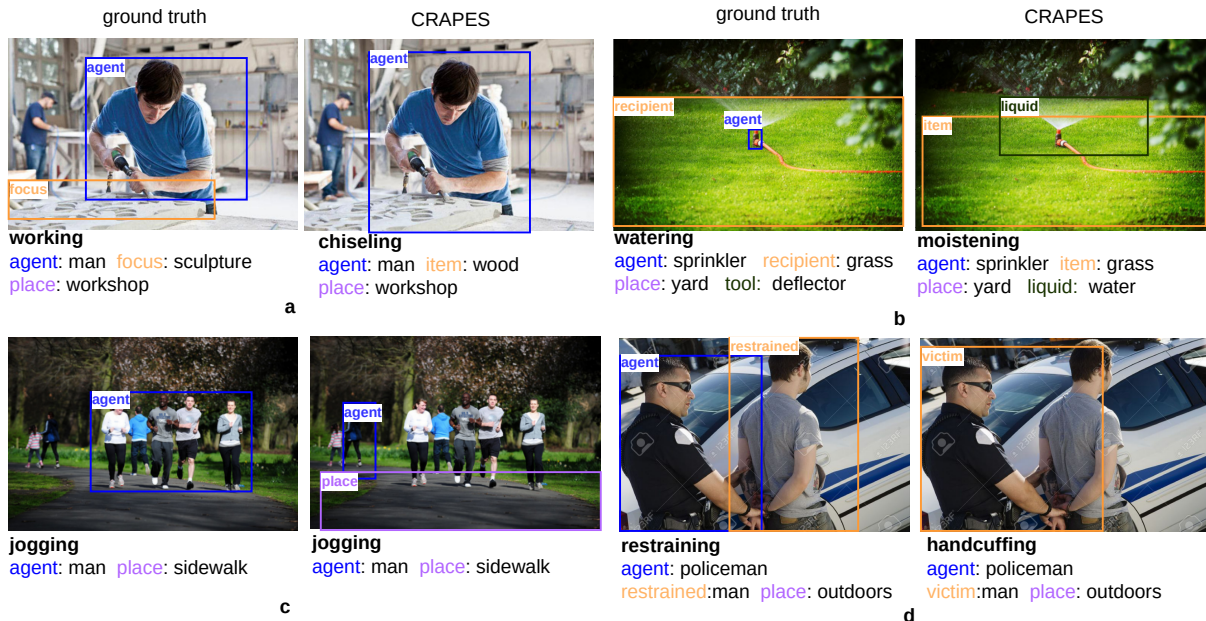 ground truth
CRAPES
ground truth
CRAPES
agent
focus
agent
working
agent: man focus: sculpture
place: workshop
chiseling
agent: man item: wood
place: workshop
a
recipient
agent
liquid
item
watering
agent: sprinkler recipient: grass
place: yard tool: deflector
moistening
agent: sprinkler item: grass
place: yard liquid: water
b
agent
agent
place
jogging
agent: man place: sidewalk
jogging
agent: man place: sidewalk
c
agent
restrained
victim
restraining
agent: policeman
restrained:man place: outdoors
handcuffing
agent: policeman
victim:man place: outdoors
d